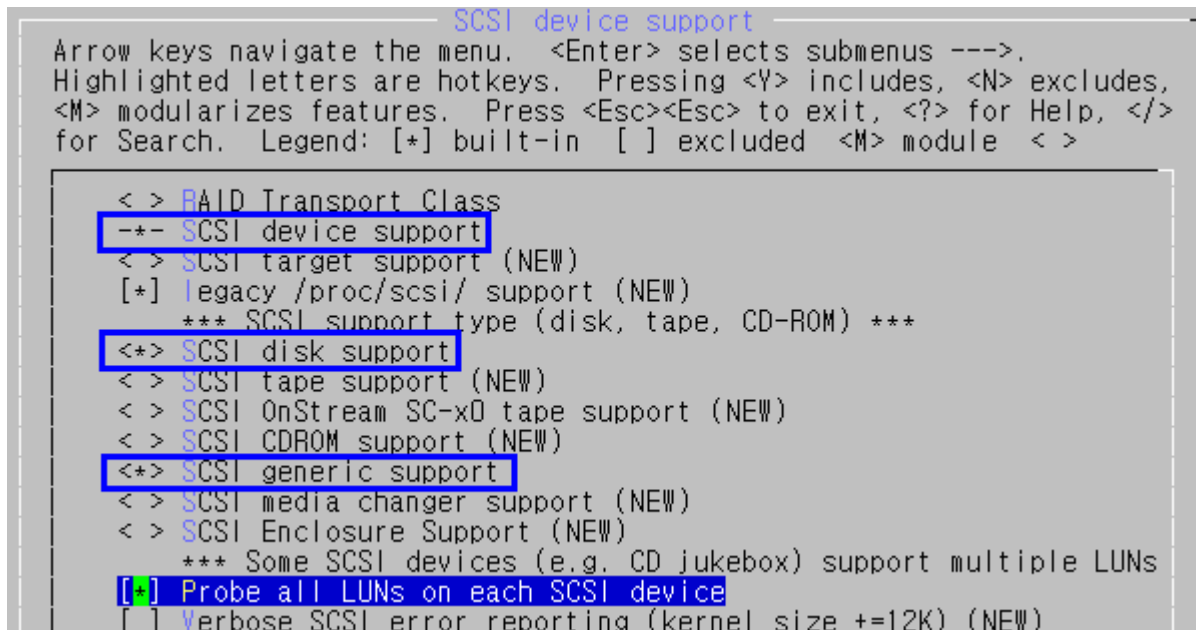 SCSI device support
Arrow keys navigate the menu.  <Enter> selects submenus --->.
Highlighted letters are hotkeys.  Pressing <Y> includes, <N> excludes,
<M> modularizes features.  Press <Esc><Esc> to exit, <?> for Help, </>
for Search.  Legend: [*] built-in  [ ] excluded  <M> module  < >
< > RAID Transport Class
-*- SCSI device support
< > SCSI target support (NEW)
[*] legacy /proc/scsi/ support (NEW)
*** SCSI support type (disk, tape, CD-ROM) ***
<*> SCSI disk support
< > SCSI tape support (NEW)
< > SCSI OnStream SC-x0 tape support (NEW)
< > SCSI CDROM support (NEW)
<*> SCSI generic support
< > SCSI media changer support (NEW)
< > SCSI Enclosure Support (NEW)
*** Some SCSI devices (e.g. CD jukebox) support multiple LUNs
[*] Probe all LUNs on each SCSI device
[ ] Verbose SCSI error reporting (kernel size +=12K) (NEW)